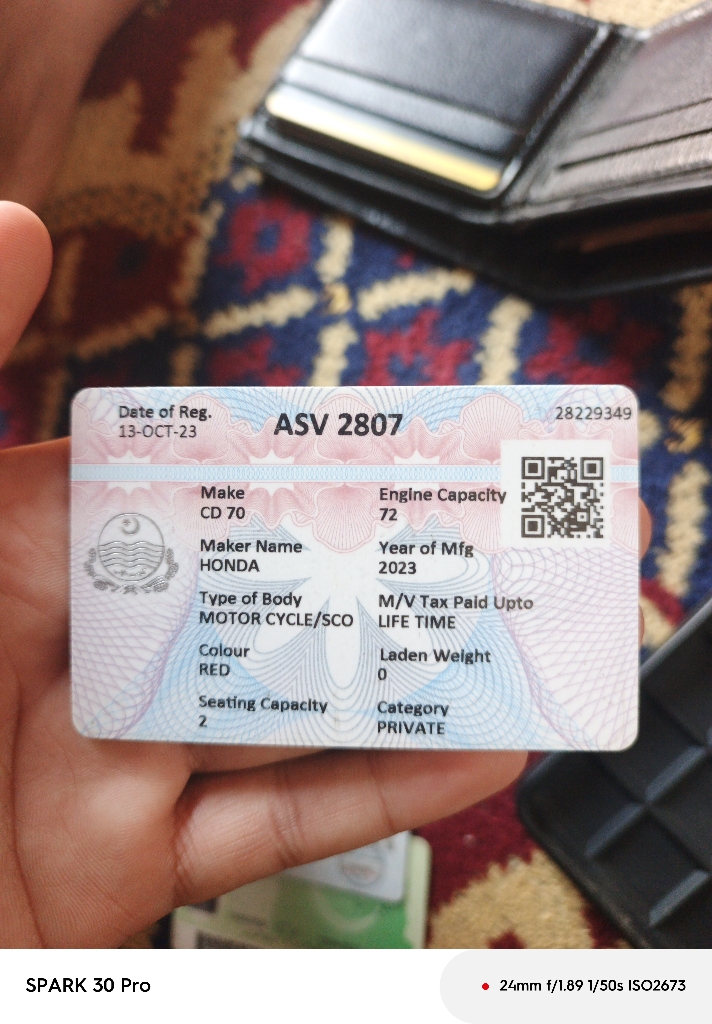 Date of Reg.
13-OCT-23
ASV 2807
28229349
Make
CD 70
Engine Capacity
72
Maker Name
HONDA
Year of Mfg
2023
Type of Body
MOTOR CYCLE/SCO
M/V Tax Paid Upto
LIFE TIME
Colour
RED
Laden Weight
0
Seating Capacity
2
Category
PRIVATE
SPARK 30 Pro
24mm f/1.89 1/50s ISO2673